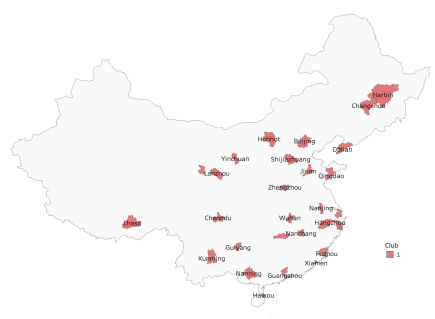 Harbin
Changchun
Hohhot
Beijing
Dalian
Yinchuan
Shijiazhuang
Lanzhou
Jinan
Qingdao
Zhengzhou
Nanjing
Lhasa
Chengdu
Wuhan
Hangzhou
Nanchang
Guiyang
Kunming
Fuzhou
Xiamen
Nanning
Guangzhou
Haikou
Club
1